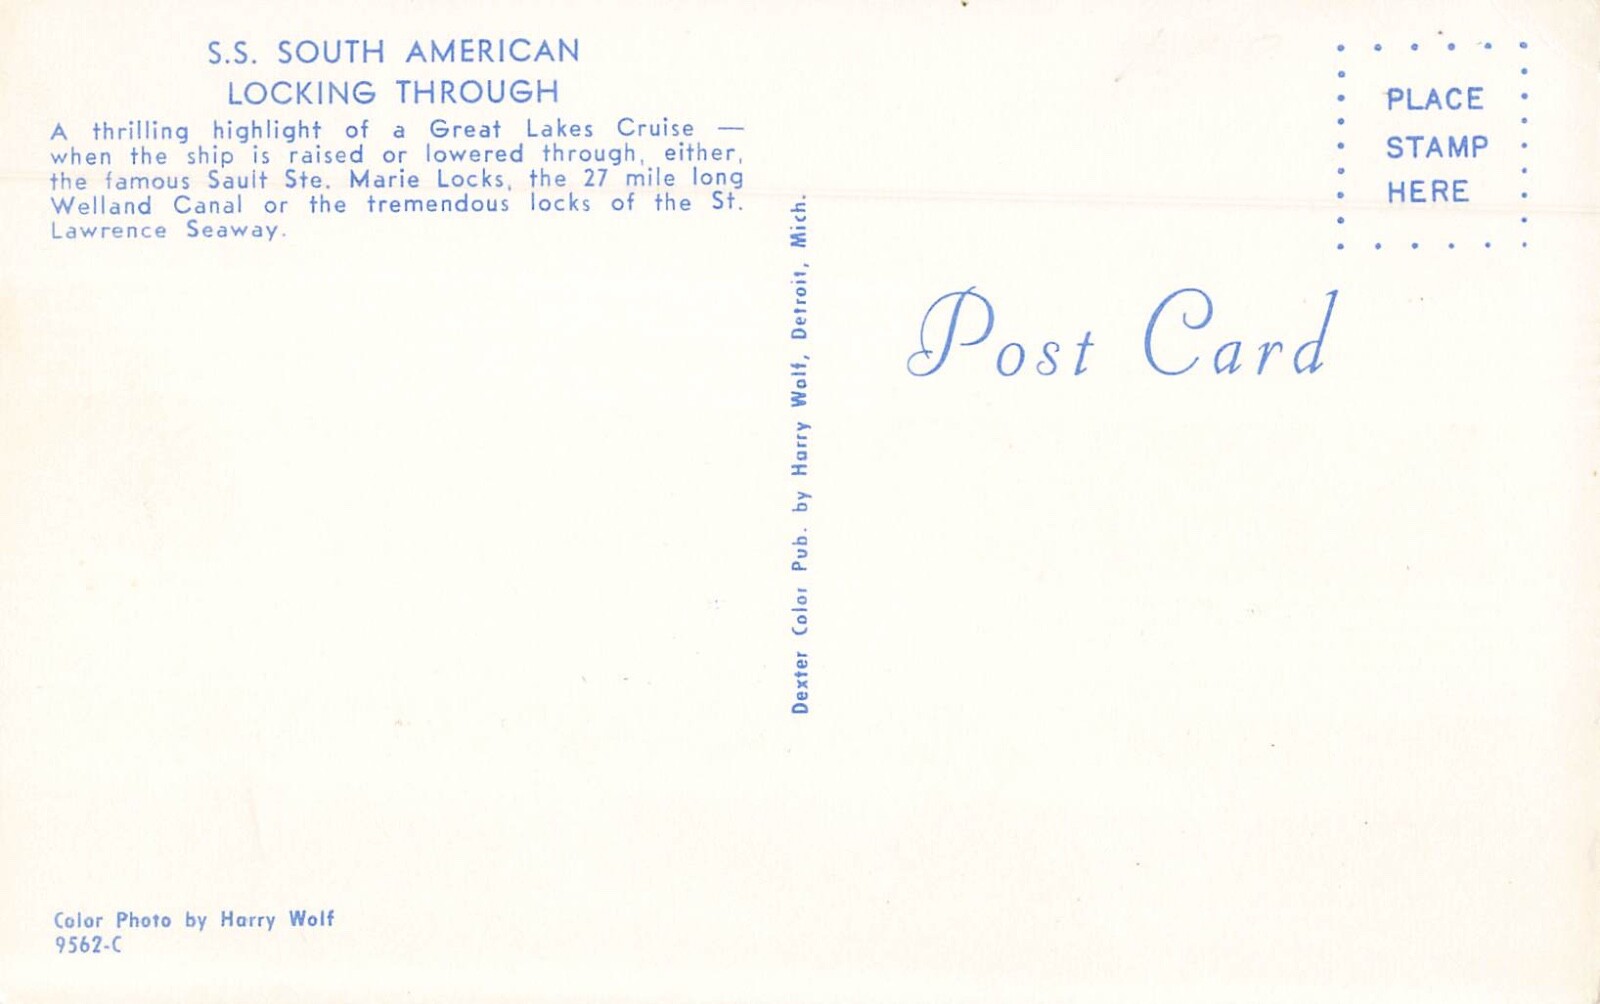 S.S. SOUTH AMERICAN
LOCKING THROUGH
A thrilling highlight of a Great Lakes Cruise —
when the ship is raised or lowered through, either,
the famous Sault Ste. Marie Locks, the 27 mile long
Welland Canal or the tremendous locks of the St.
Lawrence Seaway.
Color Photo by Harry Wolf
9562-C
Dexter Color Pub. by Harry Wolf, Detroit, Mich.
PLACE
STAMP
HERE
Post Card